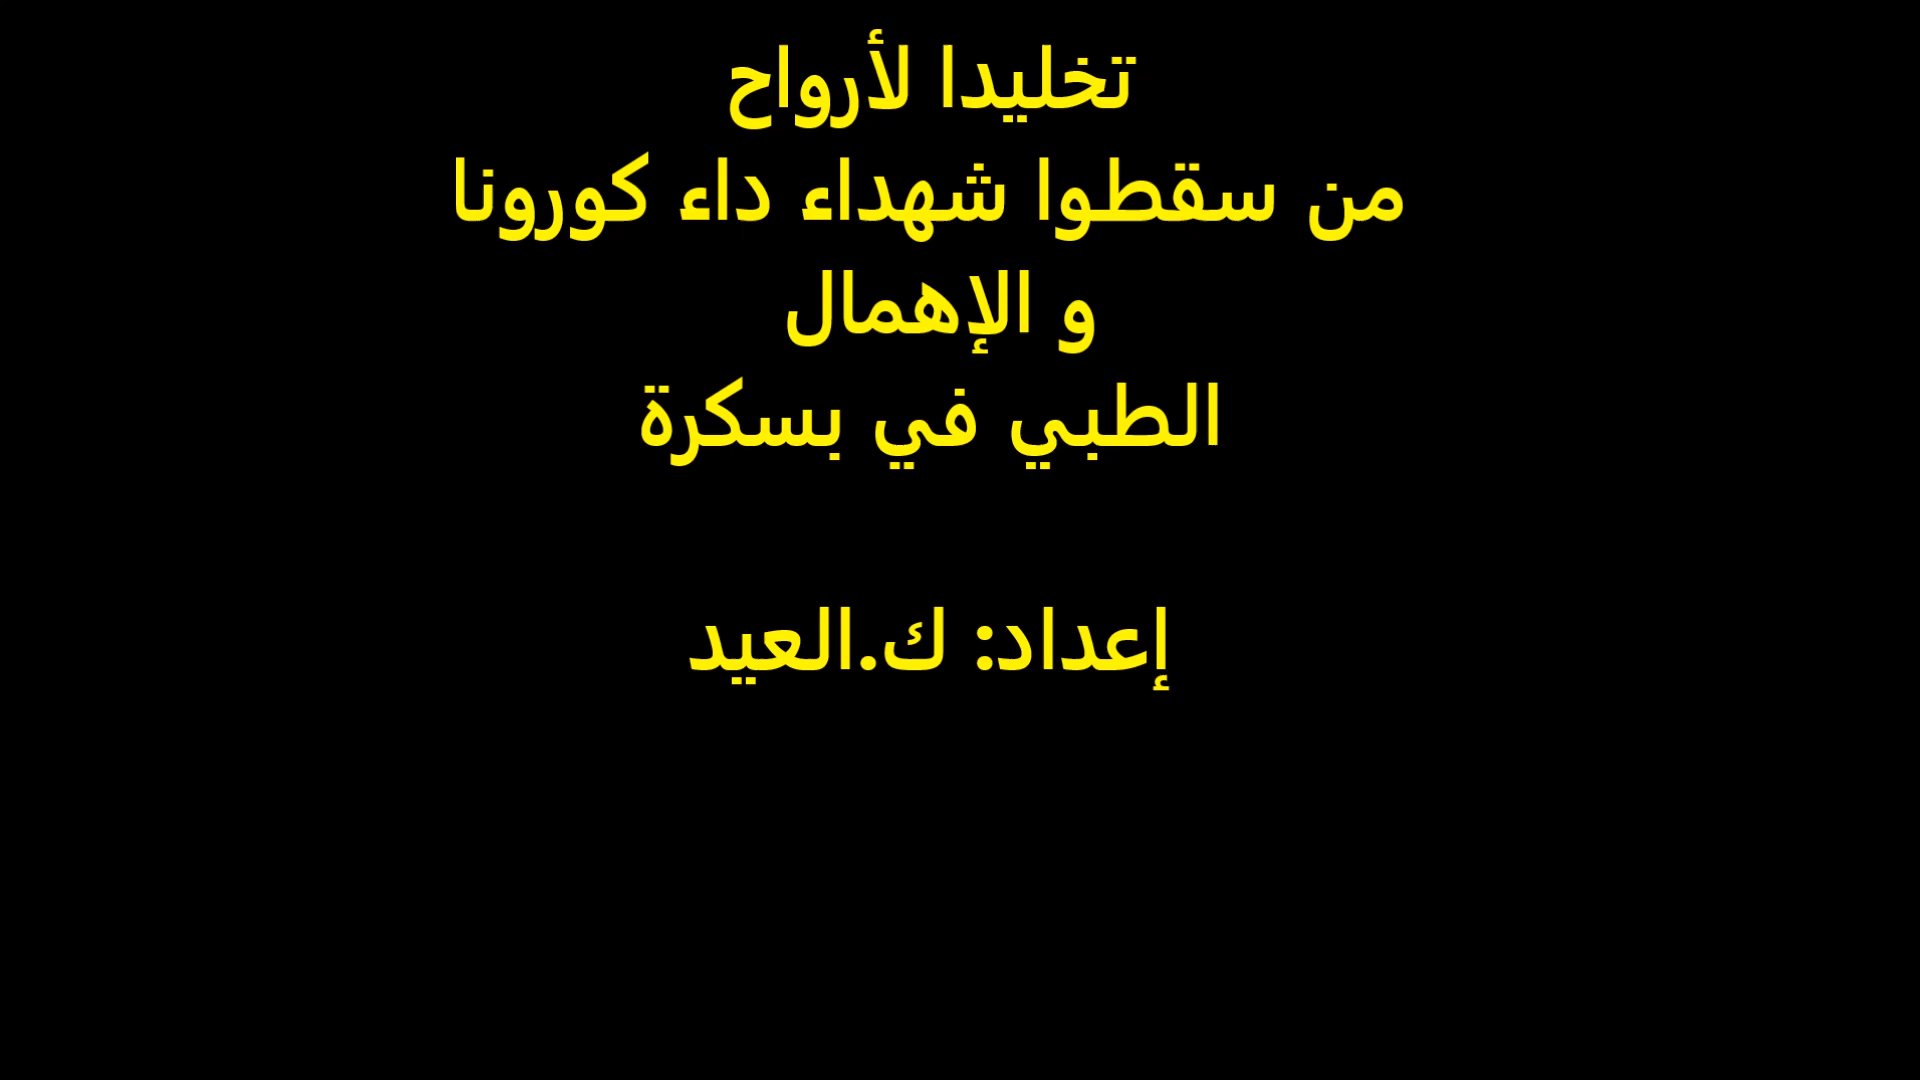 تخليدا لأرواح
من سقطوا شهداء داء كورونا
و الإهمال
الطبي في بسكرة
إعداد: ك.العيد